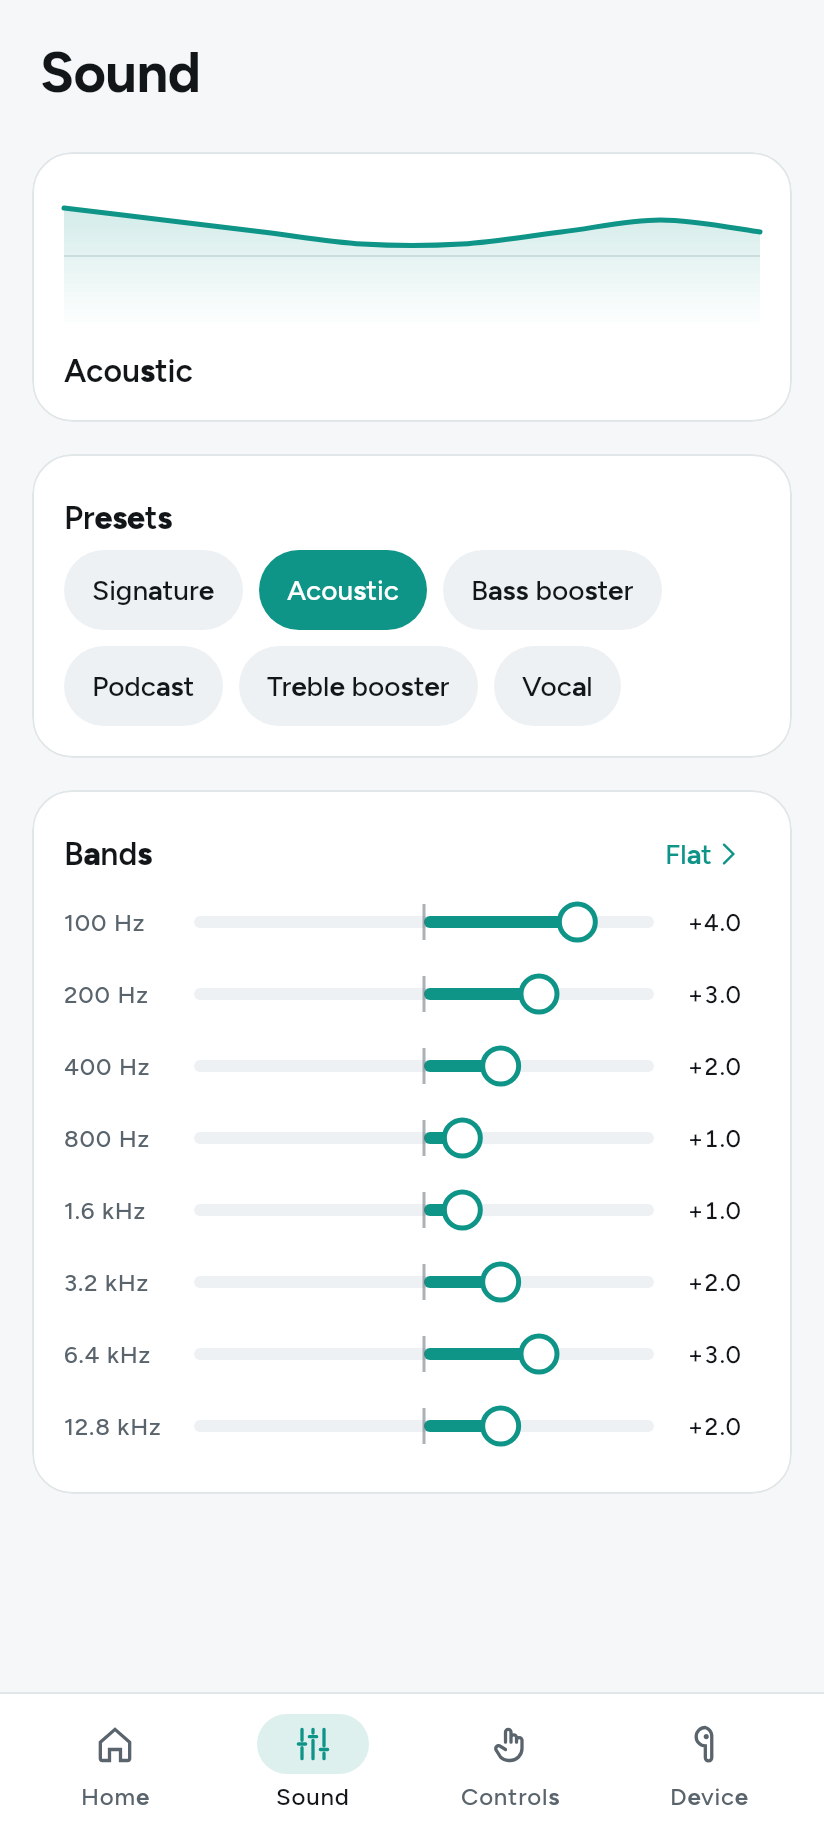 Sound
Acoustic
Presets
Signature Acoustic Bass booster
Podcast Treble booster Vocal
Bands Flat
100 Hz +4.0
200 Hz +3.0
400 Hz +2.0
800 Hz +1.0
1.6 kHz +1.0
3.2 kHz +2.0
6.4 kHz +3.0
12.8 kHz +2.0
Home Sound Controls Device